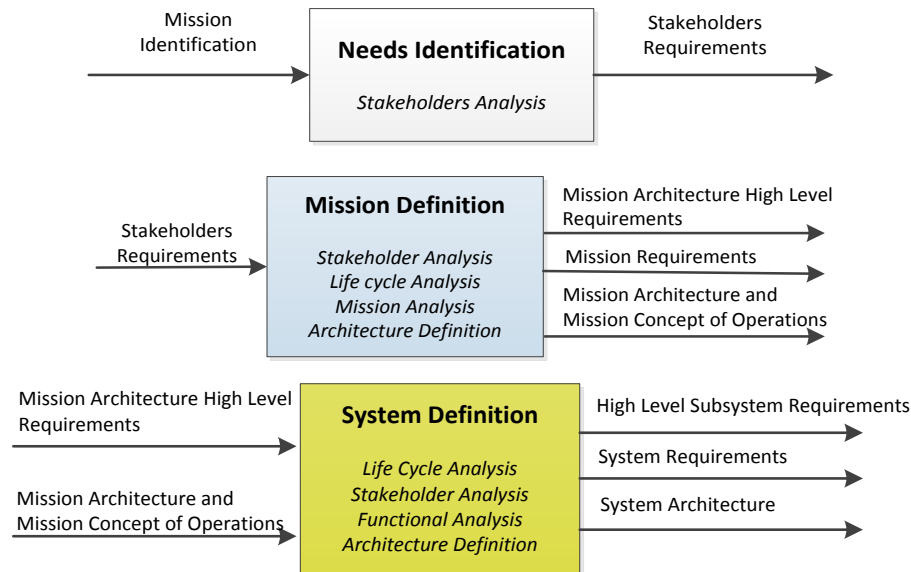 Mission
Identification
Needs Identification
Stakeholders Analysis
Stakeholders
Requirements
Stakeholders
Requirements
Mission Definition
Stakeholder Analysis
Life cycle Analysis
Mission Analysis
Architecture Definition
Mission Architecture High Level
Requirements
Mission Requirements
Mission Architecture and
Mission Concept of Operations
Mission Architecture High Level
Requirements
Mission Architecture and
Mission Concept of Operations
System Definition
Life Cycle Analysis
Stakeholder Analysis
Functional Analysis
Architecture Definition
High Level Subsystem Requirements
System Requirements
System Architecture